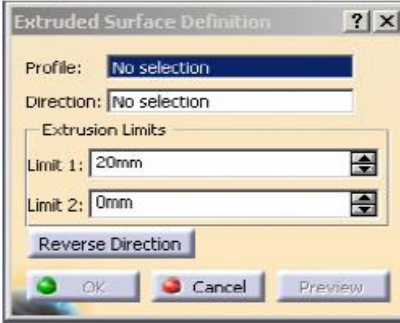 Extruded Surface Definition ? X
Profile: No selection
Direction: No selection
Extrusion Limits
Limit 1: 20mm
Limit 2: 0mm
Reverse Direction
OK Cancel Preview